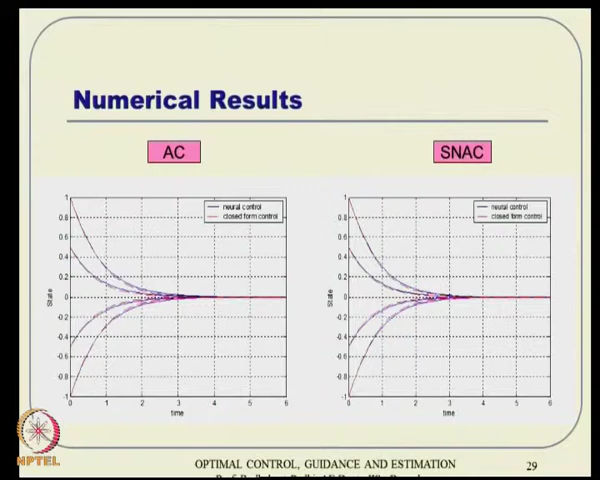 Numerical Results
AC
SNAC
neural control
closed form control
1
0.8
0.6
0.4
0.2
0
-0.2
-0.4
-0.6
-0.8
-1
State
0 1 2 3 4 5 6
time
neural control
closed form control
1
0.8
0.6
0.4
0.2
0
-0.2
-0.4
-0.6
-0.8
-1
State
0 1 2 3 4 5 6
time
NPTEL
OPTIMAL CONTROL, GUIDANCE AND ESTIMATION
29